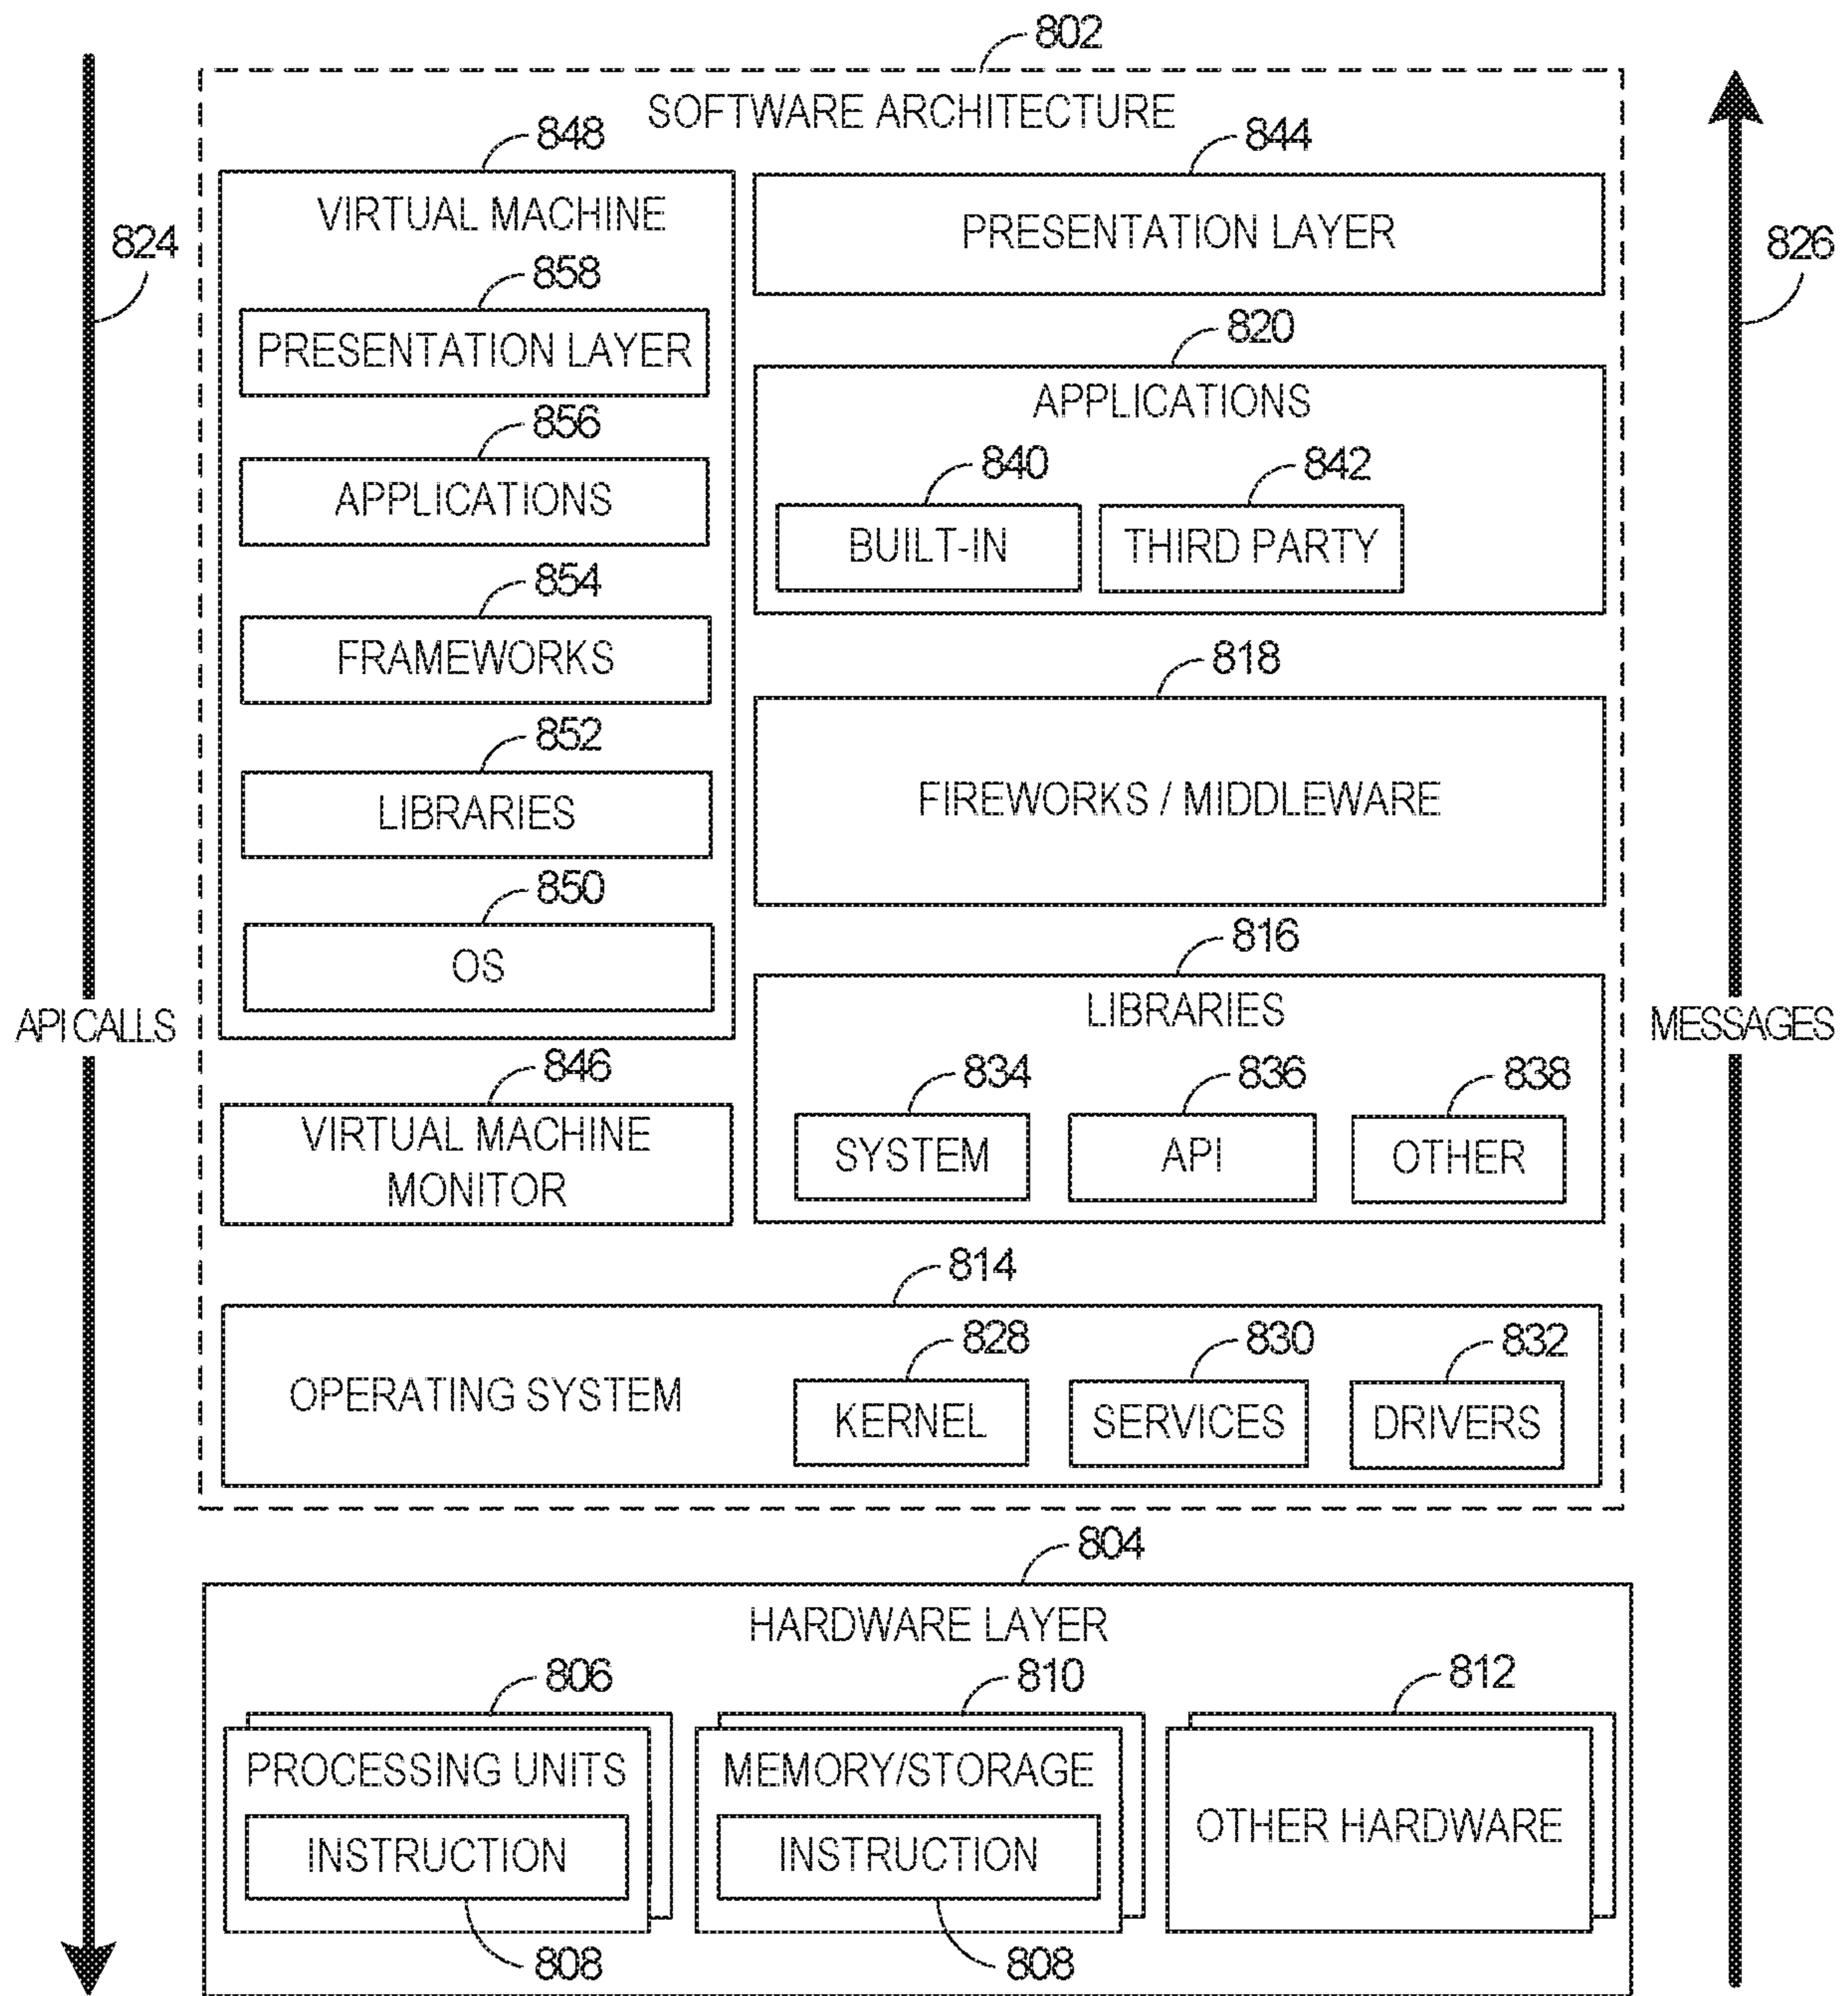 802
SOFTWARE ARCHITECTURE
848
VIRTUAL MACHINE
858
PRESENTATION LAYER
856
APPLICATIONS
854
FRAMEWORKS
852
LIBRARIES
850
OS
846
VIRTUAL MACHINE
MONITOR
844
PRESENTATION LAYER
820
APPLICATIONS
840
BUILT-IN
842
THIRD PARTY
818
FIREWORKS / MIDDLEWARE
816
LIBRARIES
834
SYSTEM
836
API
838
OTHER
814
OPERATING SYSTEM
828
KERNEL
830
SERVICES
832
DRIVERS
804
HARDWARE LAYER
806
PROCESSING UNITS
INSTRUCTION
808
810
MEMORY/STORAGE
INSTRUCTION
808
812
OTHER HARDWARE
824
API CALLS
826
MESSAGES